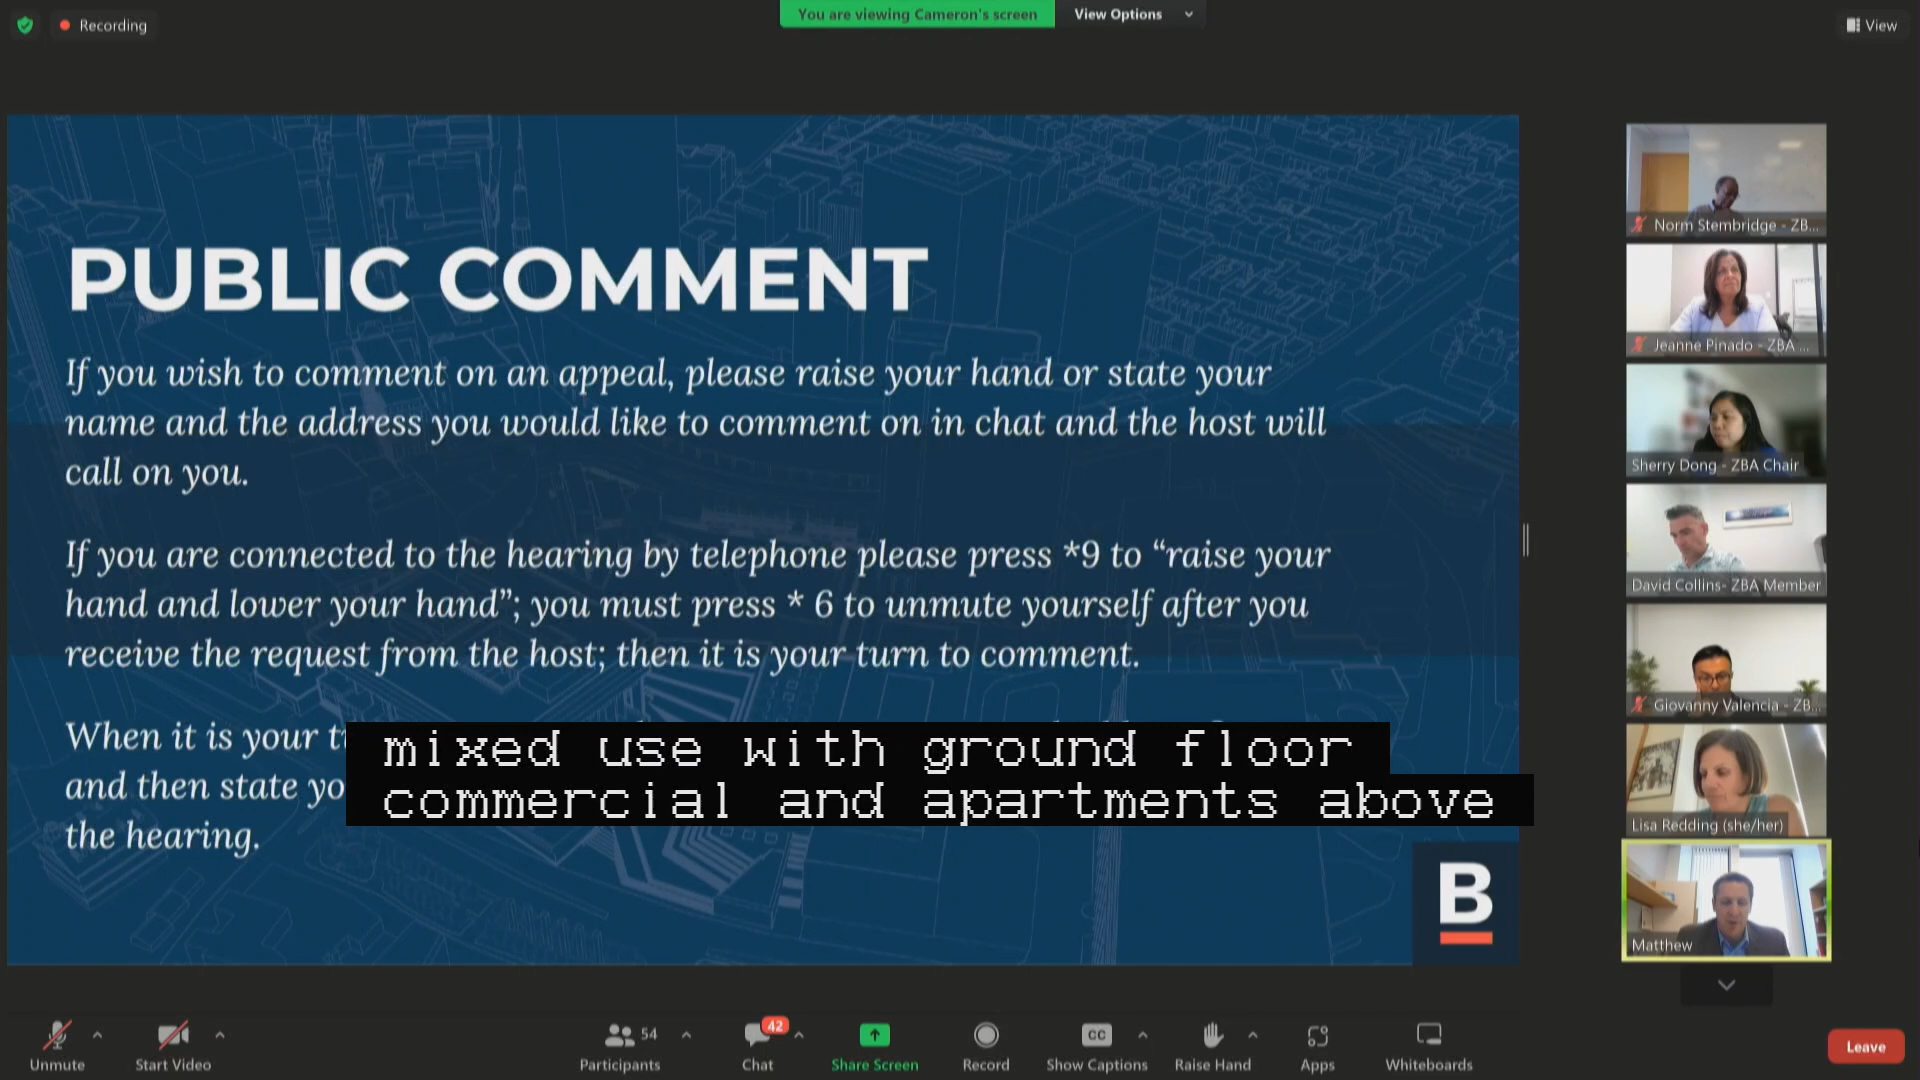 Recording
You are viewing Cameron's screen
View Options
View
PUBLIC COMMENT
If you wish to comment on an appeal, please raise your hand or state your
name and the address you would like to comment on in chat and the host will
call on you.
If you are connected to the hearing by telephone please press *9 to “raise your
hand and lower your hand”; you must press * 6 to unmute yourself after you
receive the request from the host; then it is your turn to comment.
When it is your
and then state
the hearing.
mixed use with ground floor
commercial and apartments above
B
Norm Stembridge - ZB...
Jeanne Pinado - ZBA ...
Sherry Dong - ZBA Chair
David Collins- ZBA Member
Giovanny Valencia - ZB...
Lisa Redding (she/her)
Matthew
Unmute
Start Video
54
Participants
42
Chat
Share Screen
Record
CC
Show Captions
Raise Hand
Apps
Whiteboards
Leave